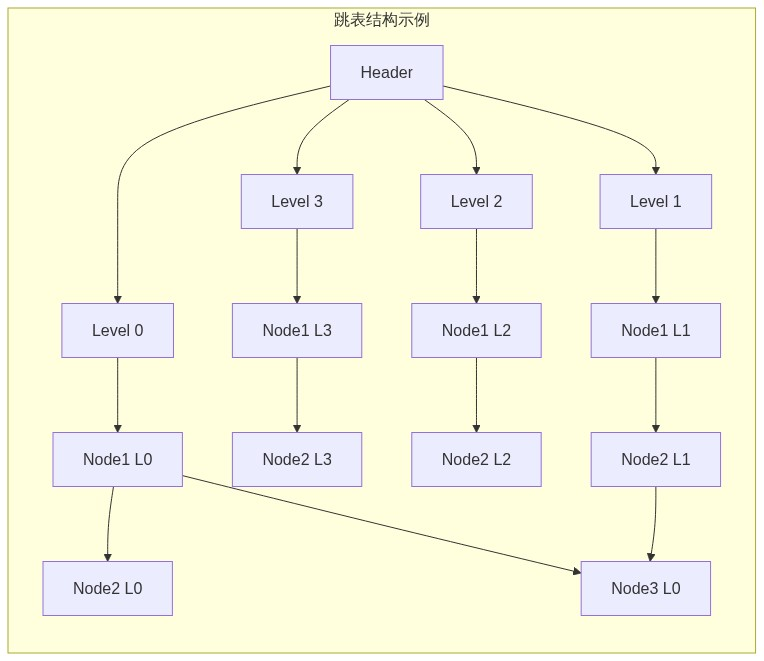 跳表结构示例
Header
Level 3
Level 2
Level 1
Level 0
Node1 L3
Node1 L2
Node1 L1
Node1 L0
Node2 L3
Node2 L2
Node2 L1
Node2 L0
Node3 L0